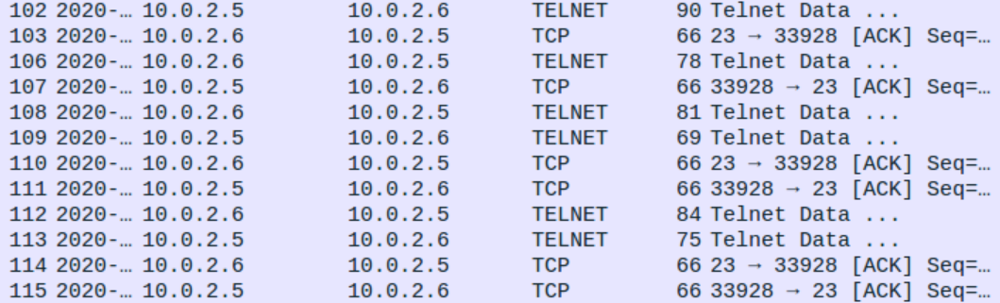 102 2020-… 10.0.2.5 10.0.2.6 TELNET 90 Telnet Data ...
103 2020-… 10.0.2.6 10.0.2.5 TCP 66 23 → 33928 [ACK] Seq=…
106 2020-… 10.0.2.6 10.0.2.5 TELNET 78 Telnet Data ...
107 2020-… 10.0.2.5 10.0.2.6 TCP 66 33928 → 23 [ACK] Seq=…
108 2020-… 10.0.2.6 10.0.2.5 TELNET 81 Telnet Data ...
109 2020-… 10.0.2.5 10.0.2.6 TELNET 69 Telnet Data ...
110 2020-… 10.0.2.6 10.0.2.5 TCP 66 23 → 33928 [ACK] Seq=…
111 2020-… 10.0.2.5 10.0.2.6 TCP 66 33928 → 23 [ACK] Seq=…
112 2020-… 10.0.2.6 10.0.2.5 TELNET 84 Telnet Data ...
113 2020-… 10.0.2.5 10.0.2.6 TELNET 75 Telnet Data ...
114 2020-… 10.0.2.6 10.0.2.5 TCP 66 23 → 33928 [ACK] Seq=…
115 2020-… 10.0.2.5 10.0.2.6 TCP 66 33928 → 23 [ACK] Seq=…